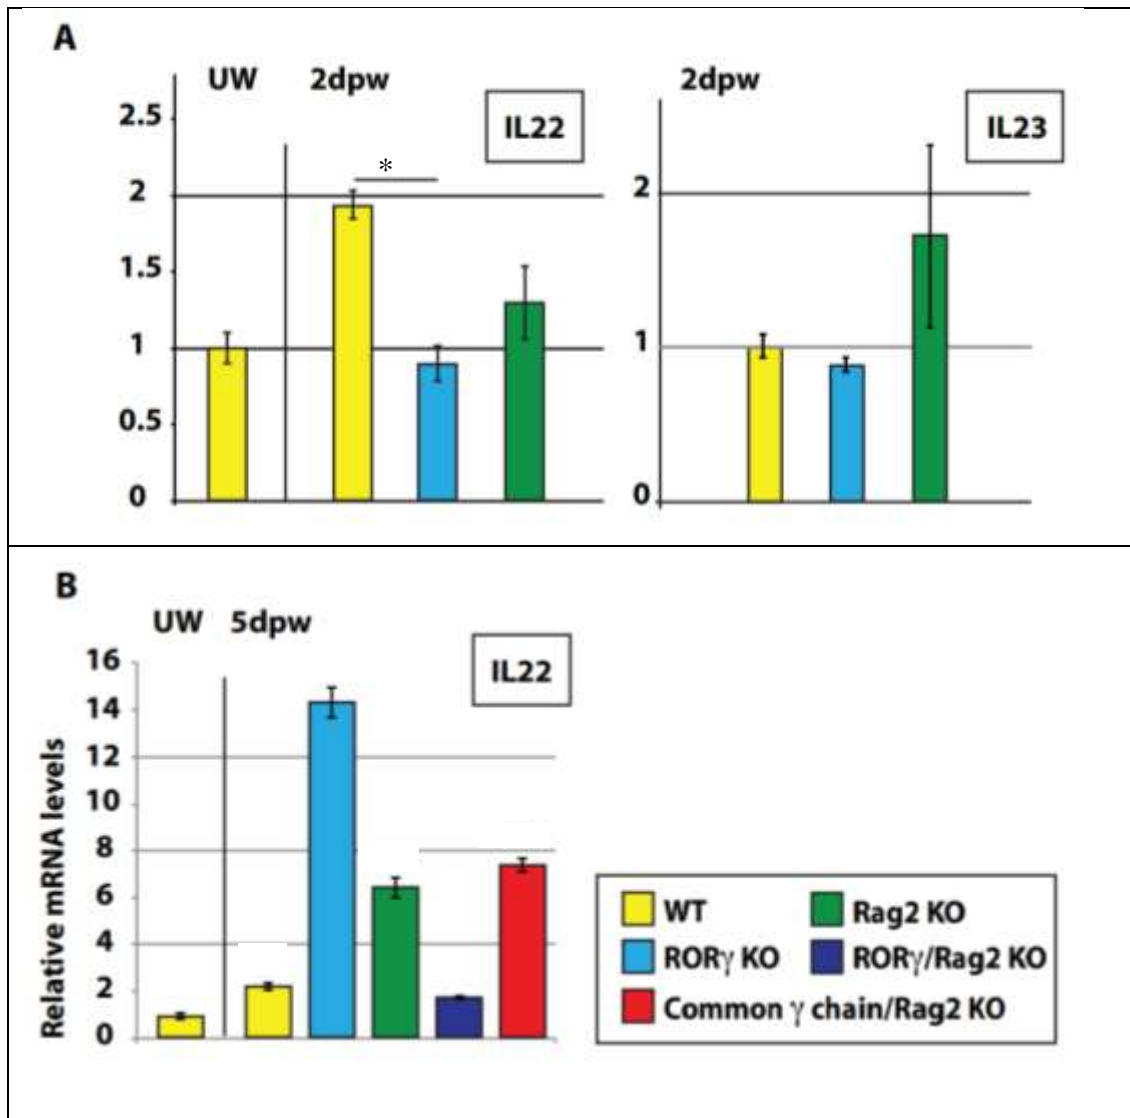 A
UW 2dpw
IL22
2.5
2
1.5
1
0.5
0
*
2dpw
IL23
2
1
0
B
UW 5dpw
IL22
Relative mRNA levels
16
14
12
10
8
6
4
2
0
WT
Rag2 KO
RORγ KO
RORγ/Rag2 KO
Common γ chain/Rag2 KO